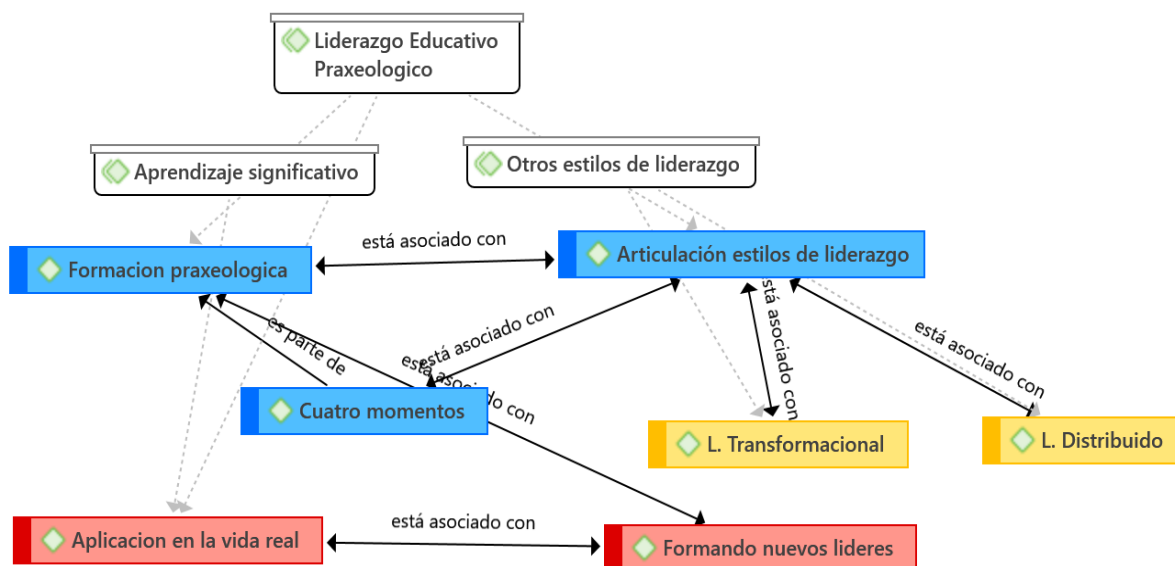 Liderazgo Educativo
Praxeologico
Aprendizaje significativo
Otros estilos de liderazgo
está asociado con
Formacion praxeologica
Articulación estilos de liderazgo
es parte de
está asociado con
está asociado con
está asociado con
está asociado con
Cuatro momentos
L. Transformacional
L. Distribuido
está asociado con
Aplicacion en la vida real
Formando nuevos lideres